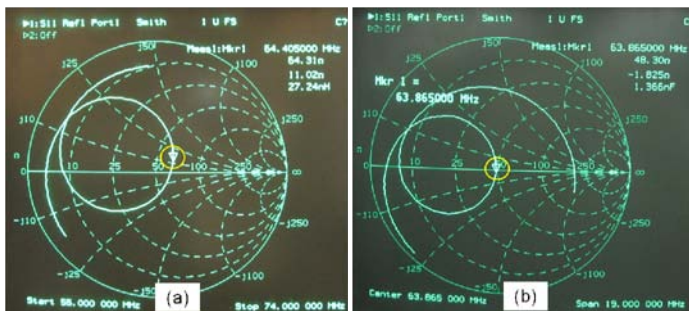 ▷1:S11 Refl Port1 Smith 1 U FS C?
▷2:Off
Meas1:Mkr1 64.405000 MHz
64.31Ω
11.02Ω
27.24nH
j50
j25
j100
j10
j250
0
10
25
50
100
250
∞
-j10
-j250
-j25
-j100
-j50
Start 55.000 000 MHz
Stop 74.000 000 MHz
(a)
▷1:S11 Refl Port1 Smith 1 U FS C?
▷2:Off
Meas1:Mkr1 63.865000 MHz
48.30Ω
-1.825Ω
1.366nF
Mkr 1 =
63.865000 MHz
j50
j25
j100
j10
j250
10
25
50
100
∞
-j10
-j250
-j25
-j100
-j50
Center 63.865 000 MHz
Span 19.000 000 MHz
(b)